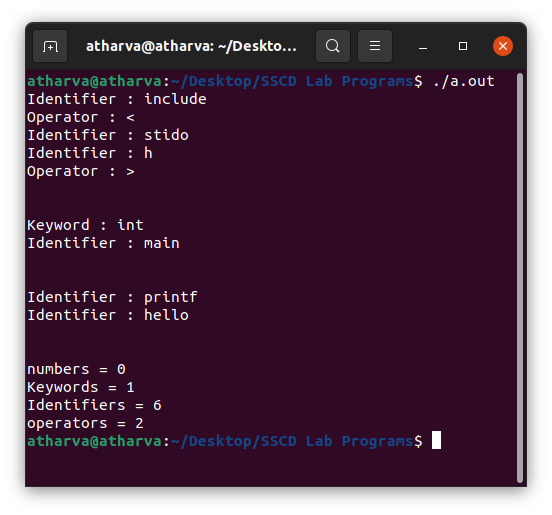 atharva@atharva: ~/Deskto...
atharva@atharva:~/Desktop/SSCD Lab Programs$ ./a.out
Identifier : include
Operator : <
Identifier : stido
Identifier : h
Operator : >
Keyword : int
Identifier : main
Identifier : printf
Identifier : hello
numbers = 0
Keywords = 1
Identifiers = 6
operators = 2
atharva@atharva:~/Desktop/SSCD Lab Programs$